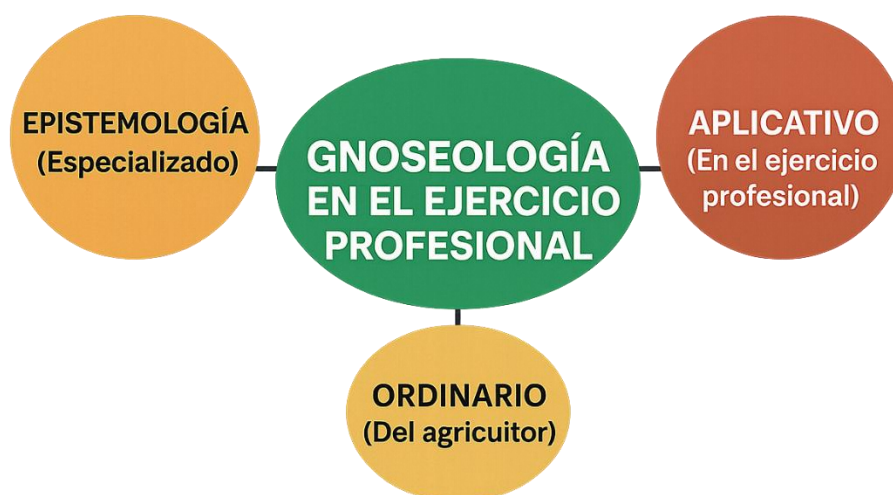 EPISTEMOLOGÍA
(Especializado)
GNOSEOLOGÍA
EN EL EJERCICIO
PROFESIONAL
APLICATIVO
(En el ejercicio
profesional)
ORDINARIO
(Del agricuitor)